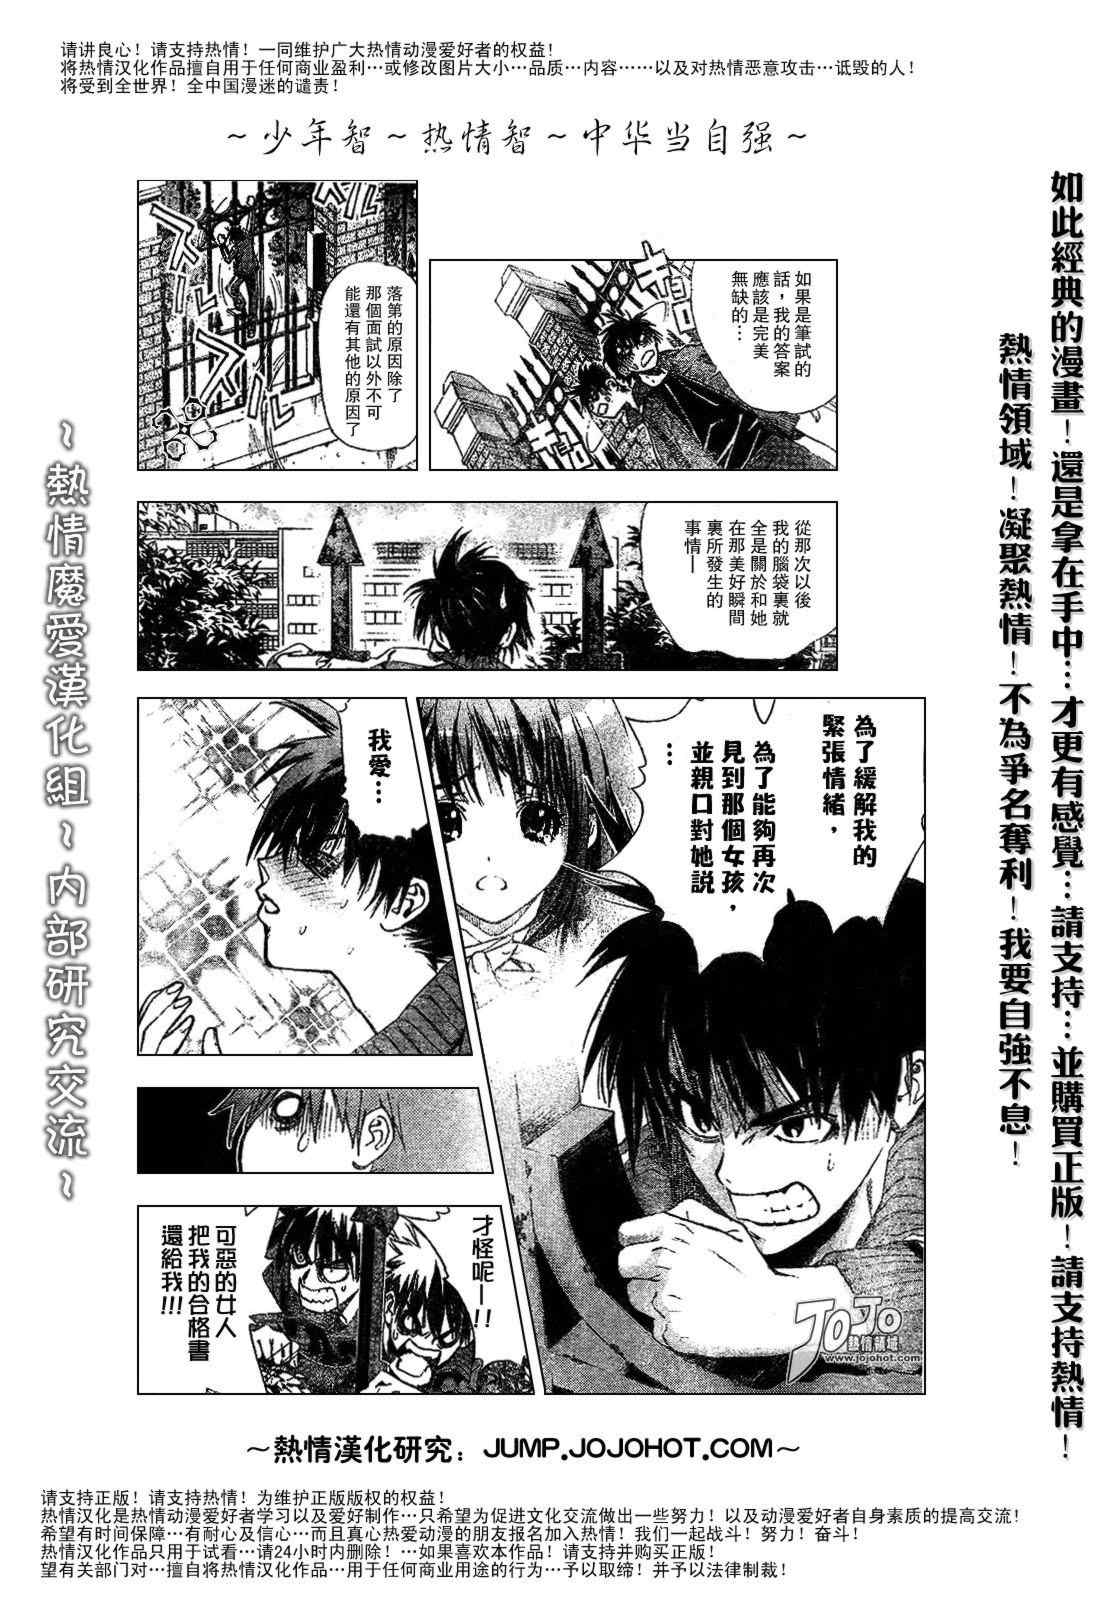 请讲良心！请支持热情！一同维护广大热情动漫爱好者的权益！
将热情汉化作品擅自用于任何商业盈利…或修改图片大小…品质…内容……以及对热情恶意攻击…诋毁的人！
将受到全世界！全中国漫迷的谴责！
～少年智～热情智～中华当自强～
如此經典的漫畫！還是拿在手中…才更有感覺…請支持…並購買正版！請支持熱情！
熱情領域！凝聚熱情！不為爭名奪利！我要自強不息！
如果是筆試的
話，我的答案
應該是完美
無缺的…
キョロ
落第的原因除了
那個面試以外不可
能還有其他的原因了
從那次以後
我的腦袋裏就
全是關於和她
在那美好瞬間
裏所發生的
事情─
為了緩解我的
緊張情緒，
為了能夠再次
見到那個女孩，
並親口對她説
…
我愛…
才怪呢─!!
可惡的女人
把我的合格書
還給我!!!
JOJO
熱情領域
www.jojohot.com
～熱情魔愛漢化組～内部研究交流～
～熱情漢化研究：JUMP.JOJOHOT.COM～
请支持正版！请支持热情！为维护正版版权的权益！
热情汉化是热情动漫爱好者学习以及爱好制作…只希望为促进文化交流做出一些努力！以及动漫爱好者自身素质的提高交流！
希望有时间保障…有耐心及信心…而且真心热爱动漫的朋友报名加入热情！我们一起战斗！努力！奋斗！
热情汉化作品只用于试看…请24小时内删除！…如果喜欢本作品！请支持并购买正版！
望有关部门对…擅自将热情汉化作品…用于任何商业用途的行为…予以取缔！并予以法律制裁！